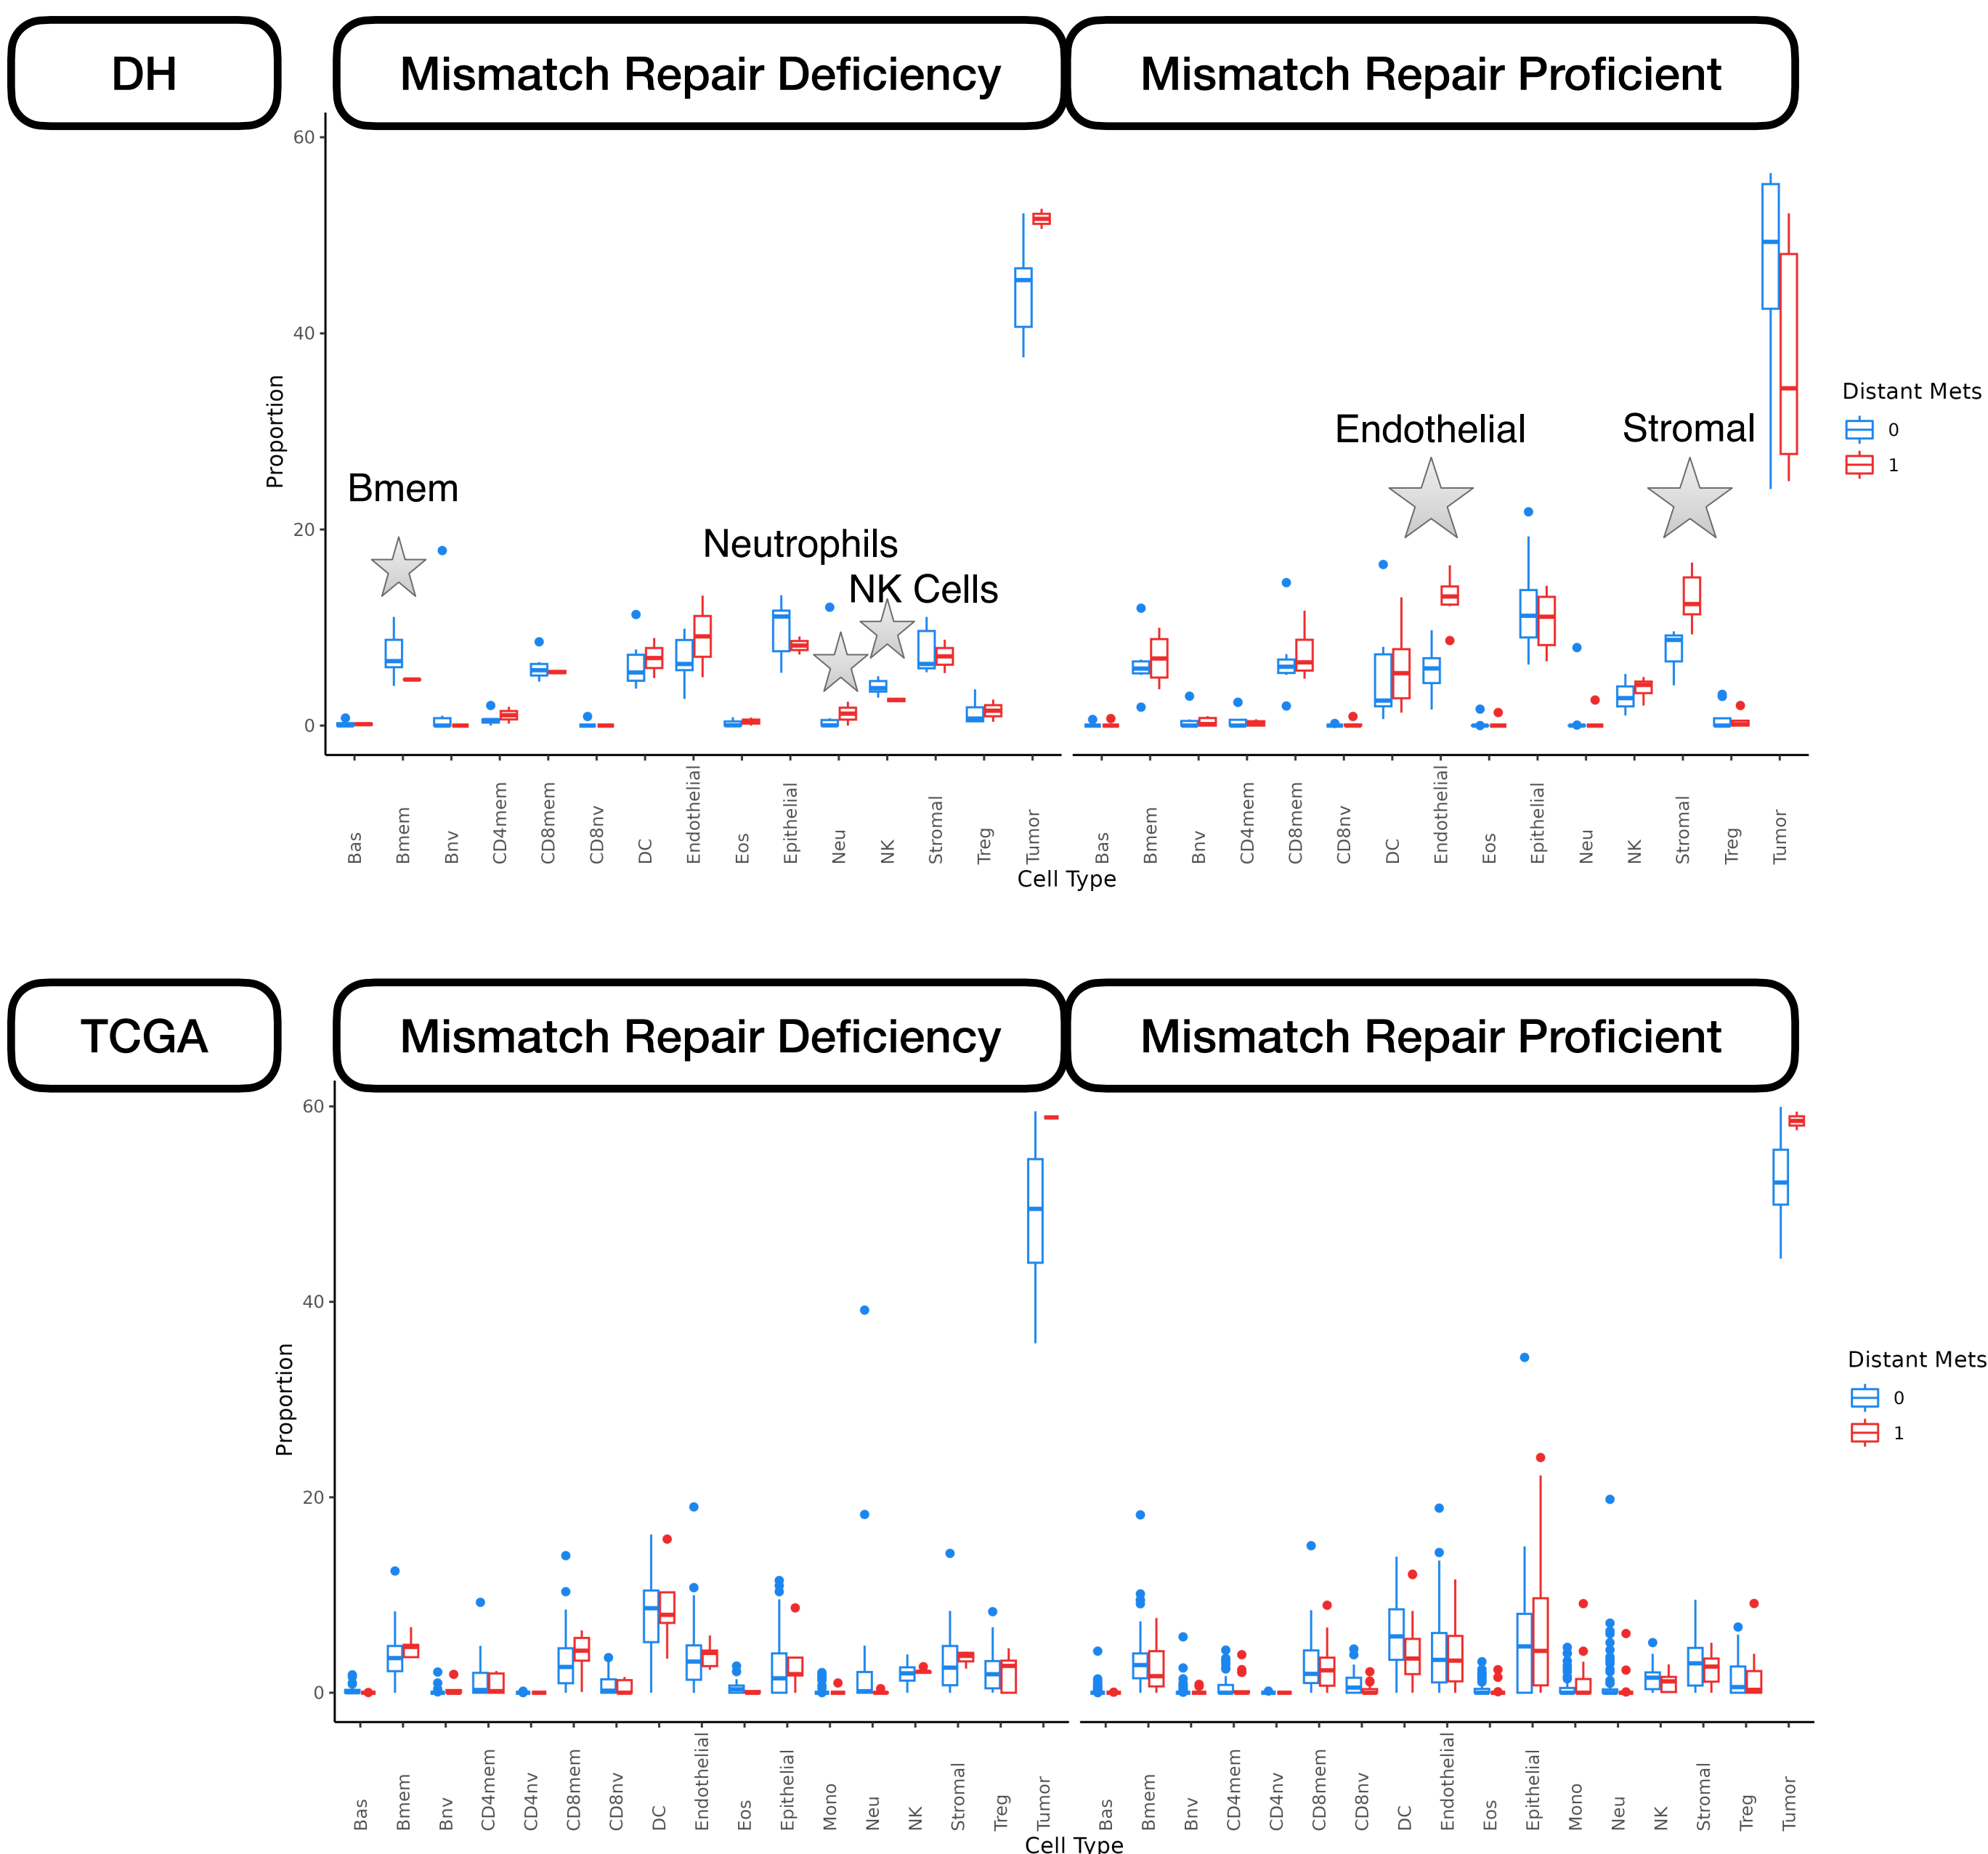 DH
Mismatch Repair Deficiency
Mismatch Repair Proficient
60
40
20
0
Proportion
Bmem
Neutrophils
NK Cells
Endothelial
Stromal
Distant Mets
0
1
Bas
Bmem
Bnv
CD4mem
CD8mem
CD8nv
DC
Endothelial
Eos
Epithelial
Neu
NK
Stromal
Treg
Tumor
Bas
Bmem
Bnv
CD4mem
CD8mem
CD8nv
DC
Endothelial
Eos
Epithelial
Neu
NK
Stromal
Treg
Tumor
Cell Type
TCGA
Mismatch Repair Deficiency
Mismatch Repair Proficient
60
40
20
0
Proportion
Distant Mets
0
1
Bas
Bmem
Bnv
CD4mem
CD4nv
CD8mem
CD8nv
DC
Endothelial
Eos
Epithelial
Mono
Neu
NK
Stromal
Treg
Tumor
Bas
Bmem
Bnv
CD4mem
CD4nv
CD8mem
CD8nv
DC
Endothelial
Eos
Epithelial
Mono
Neu
NK
Stromal
Treg
Tumor
Cell Type